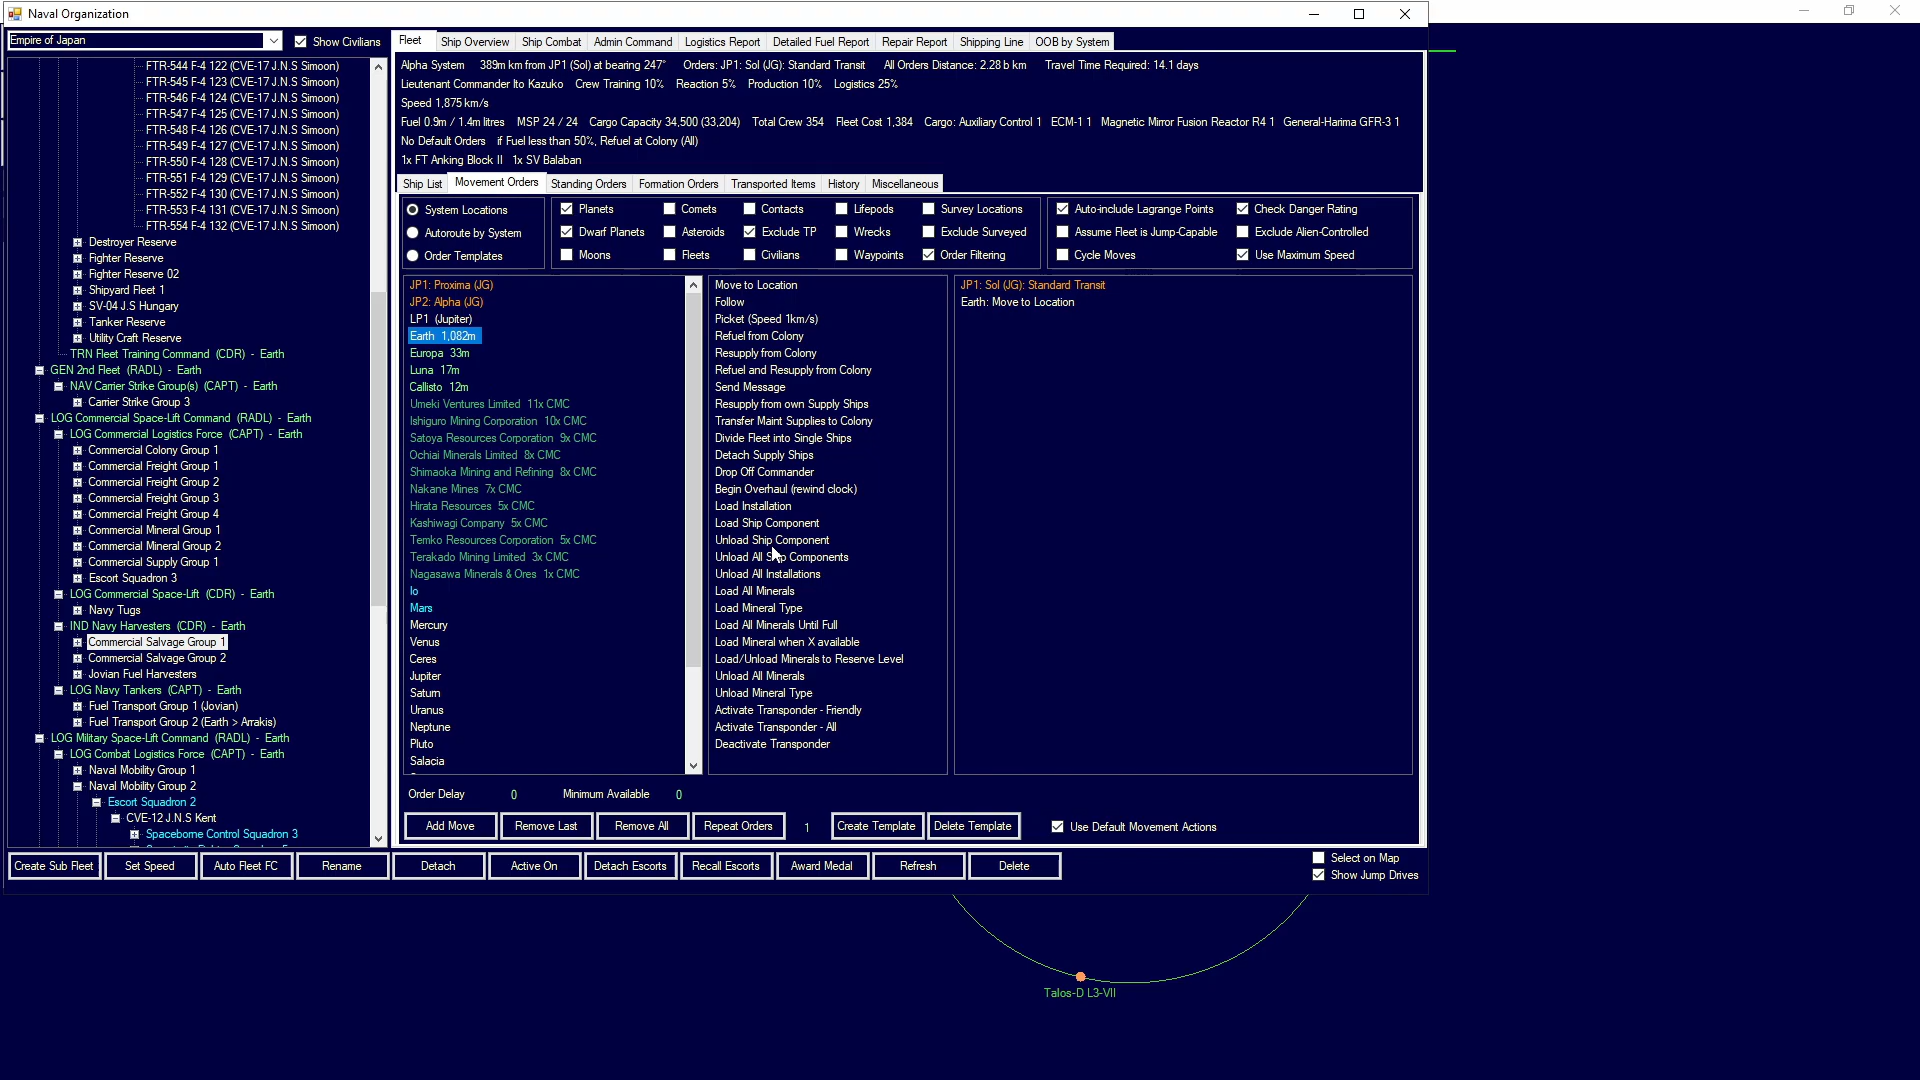 Naval Organization
Empire of Japan
Show Civilians
FTR-544 F-4 122 (CVE-17 J.N.S Simoon)
FTR-545 F-4 123 (CVE-17 J.N.S Simoon)
FTR-546 F-4 124 (CVE-17 J.N.S Simoon)
FTR-547 F-4 125 (CVE-17 J.N.S Simoon)
FTR-548 F-4 126 (CVE-17 J.N.S Simoon)
FTR-549 F-4 127 (CVE-17 J.N.S Simoon)
FTR-550 F-4 128 (CVE-17 J.N.S Simoon)
FTR-551 F-4 129 (CVE-17 J.N.S Simoon)
FTR-552 F-4 130 (CVE-17 J.N.S Simoon)
FTR-553 F-4 131 (CVE-17 J.N.S Simoon)
FTR-554 F-4 132 (CVE-17 J.N.S Simoon)
Destroyer Reserve
Fighter Reserve
Fighter Reserve 02
Shipyard Fleet 1
SV-04 J.S Hungary
Tanker Reserve
Utility Craft Reserve
TRN Fleet Training Command (CDR) - Earth
GEN 2nd Fleet (RADL) - Earth
NAV Carrier Strike Group(s) (CAPT) - Earth
Carrier Strike Group 3
LOG Commercial Space-Lift Command (RADL) - Earth
LOG Commercial Logistics Force (CAPT) - Earth
Commercial Colony Group 1
Commercial Freight Group 1
Commercial Freight Group 2
Commercial Freight Group 3
Commercial Freight Group 4
Commercial Mineral Group 1
Commercial Mineral Group 2
Commercial Supply Group 1
Escort Squadron 3
LOG Commercial Space-Lift (CDR) - Earth
Navy Tugs
IND Navy Harvesters (CDR) - Earth
Commercial Salvage Group 1
Commercial Salvage Group 2
Jovian Fuel Harvesters
LOG Navy Tankers (CAPT) - Earth
Fuel Transport Group 1 (Jovian)
Fuel Transport Group 2 (Earth > Arrakis)
LOG Military Space-Lift Command (RADL) - Earth
LOG Combat Logistics Force (CAPT) - Earth
Naval Mobility Group 1
Naval Mobility Group 2
Escort Squadron 2
CVE-12 J.N.S Kent
Spaceborne Control Squadron 3
Fleet Ship Overview Ship Combat Admin Command Logistics Report Detailed Fuel Report Repair Report Shipping Line OOB by System
Alpha System 389m km from JP1 (Sol) at bearing 247° Orders: JP1: Sol (JG): Standard Transit All Orders Distance: 2.28 b km Travel Time Required: 14.1 days
Lieutenant Commander Ito Kazuko Crew Training 10% Reaction 5% Production 10% Logistics 25%
Speed 1,875 km/s
Fuel 0.9m / 1.4m litres MSP 24 / 24 Cargo Capacity 34,500 (33,204) Total Crew 354 Fleet Cost 1,384 Cargo: Auxiliary Control 1 ECM-1 1 Magnetic Mirror Fusion Reactor R4 1 General-Harima GFR-3 1
No Default Orders if Fuel less than 50%, Refuel at Colony (All)
1x FT Anking Block II 1x SV Balaban
Ship List Movement Orders Standing Orders Formation Orders Transported Items History Miscellaneous
System Locations
Autoroute by System
Order Templates
Planets Comets Contacts Lifepods Survey Locations
Dwarf Planets Asteroids Exclude TP Wrecks Exclude Surveyed
Moons Fleets Civilians Waypoints Order Filtering
Auto-include Lagrange Points Check Danger Rating
Assume Fleet is Jump-Capable Exclude Alien-Controlled
Cycle Moves Use Maximum Speed
JP1: Proxima (JG)
JP2: Alpha (JG)
LP1 (Jupiter)
Earth 1,082m
Europa 33m
Luna 17m
Callisto 12m
Umeki Ventures Limited 11x CMC
Ishiguro Mining Corporation 10x CMC
Satoya Resources Corporation 9x CMC
Ochiai Minerals Limited 8x CMC
Shimaoka Mining and Refining 8x CMC
Nakane Mines 7x CMC
Hirata Resources 5x CMC
Kashiwagi Company 5x CMC
Temko Resources Corporation 5x CMC
Terakado Mining Limited 3x CMC
Nagasawa Minerals & Ores 1x CMC
Io
Mars
Mercury
Venus
Ceres
Jupiter
Saturn
Uranus
Neptune
Pluto
Salacia
Move to Location
Follow
Picket (Speed 1km/s)
Refuel from Colony
Resupply from Colony
Refuel and Resupply from Colony
Send Message
Resupply from own Supply Ships
Transfer Maint Supplies to Colony
Divide Fleet into Single Ships
Detach Supply Ships
Drop Off Commander
Begin Overhaul (rewind clock)
Load Installation
Load Ship Component
Unload Ship Component
Unload All Ship Components
Unload All Installations
Load All Minerals
Load Mineral Type
Load All Minerals Until Full
Load Mineral when X available
Load/Unload Minerals to Reserve Level
Unload All Minerals
Unload Mineral Type
Activate Transponder - Friendly
Activate Transponder - All
Deactivate Transponder
JP1: Sol (JG): Standard Transit
Earth: Move to Location
Order Delay 0 Minimum Available 0
Add Move Remove Last Remove All Repeat Orders 1 Create Template Delete Template Use Default Movement Actions
Create Sub Fleet Set Speed Auto Fleet FC Rename Detach Active On Detach Escorts Recall Escorts Award Medal Refresh Delete
Select on Map
Show Jump Drives
Talos-D L3-VII